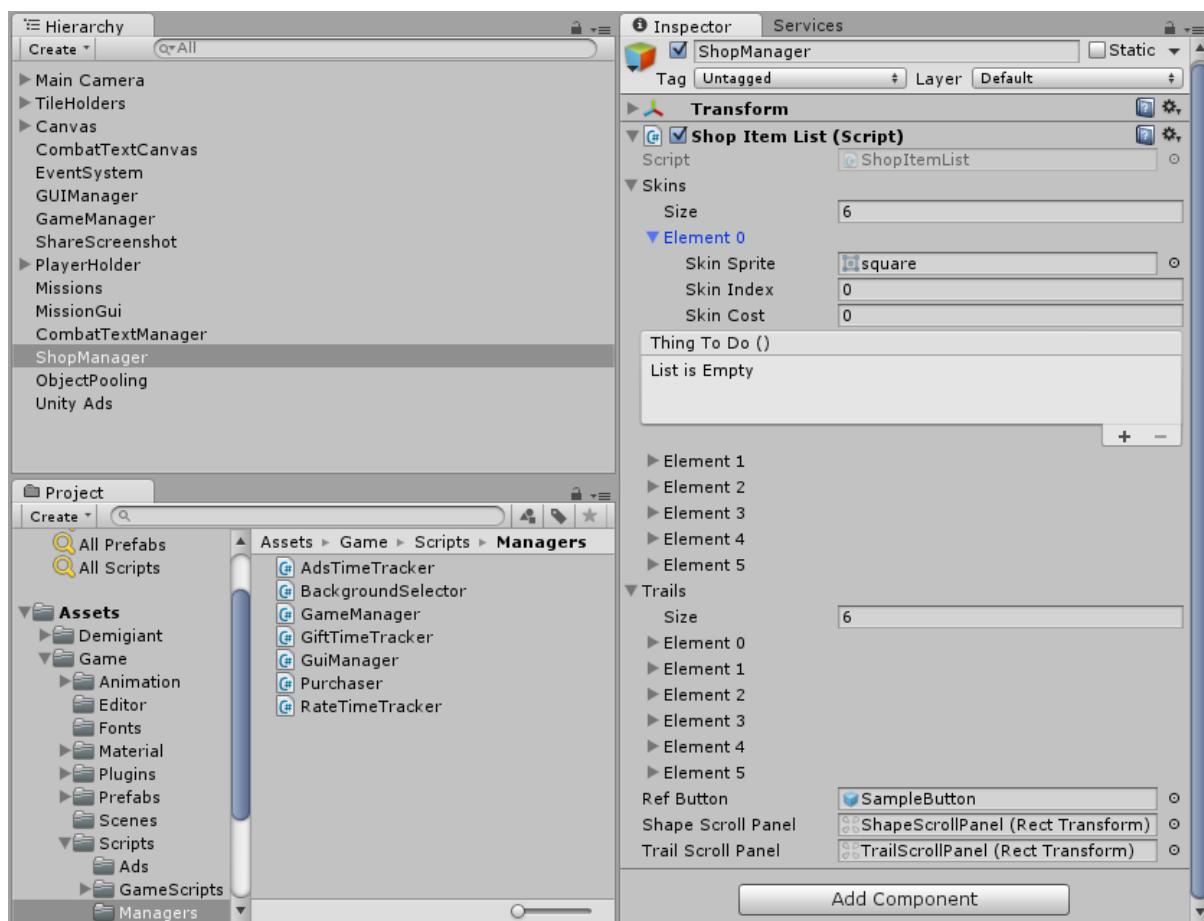 Hierarchy
Create
All
Main Camera
TileHolders
Canvas
CombatTextCanvas
EventSystem
GUIManager
GameManager
ShareScreenshot
PlayerHolder
Missions
MissionGui
CombatTextManager
ShopManager
ObjectPooling
Unity Ads
Project
Create
All Prefabs
All Scripts
Assets
Demigiant
Game
Animation
Editor
Fonts
Material
Plugins
Prefabs
Scenes
Scripts
Ads
GameScripts
Managers
Assets Game Scripts Managers
AdsTimeTracker
BackgroundSelector
GameManager
GiftTimeTracker
GuiManager
Purchaser
RateTimeTracker
Inspector Services
ShopManager Static
Tag Untagged Layer Default
Transform
Shop Item List (Script)
Script ShopItemList
Skins
Size 6
Element 0
Skin Sprite square
Skin Index 0
Skin Cost 0
Thing To Do ()
List is Empty
+ −
Element 1
Element 2
Element 3
Element 4
Element 5
Trails
Size 6
Element 0
Element 1
Element 2
Element 3
Element 4
Element 5
Ref Button SampleButton
Shape Scroll Panel ShapeScrollPanel (Rect Transform)
Trail Scroll Panel TrailScrollPanel (Rect Transform)
Add Component